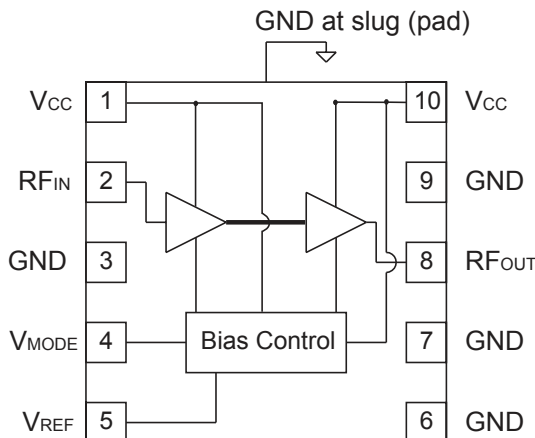 GND at slug (pad)
VCC 1 10 VCC
RFIN 2 9 GND
GND 3 8 RFOUT
VMODE 4 Bias Control 7 GND
VREF 5 6 GND